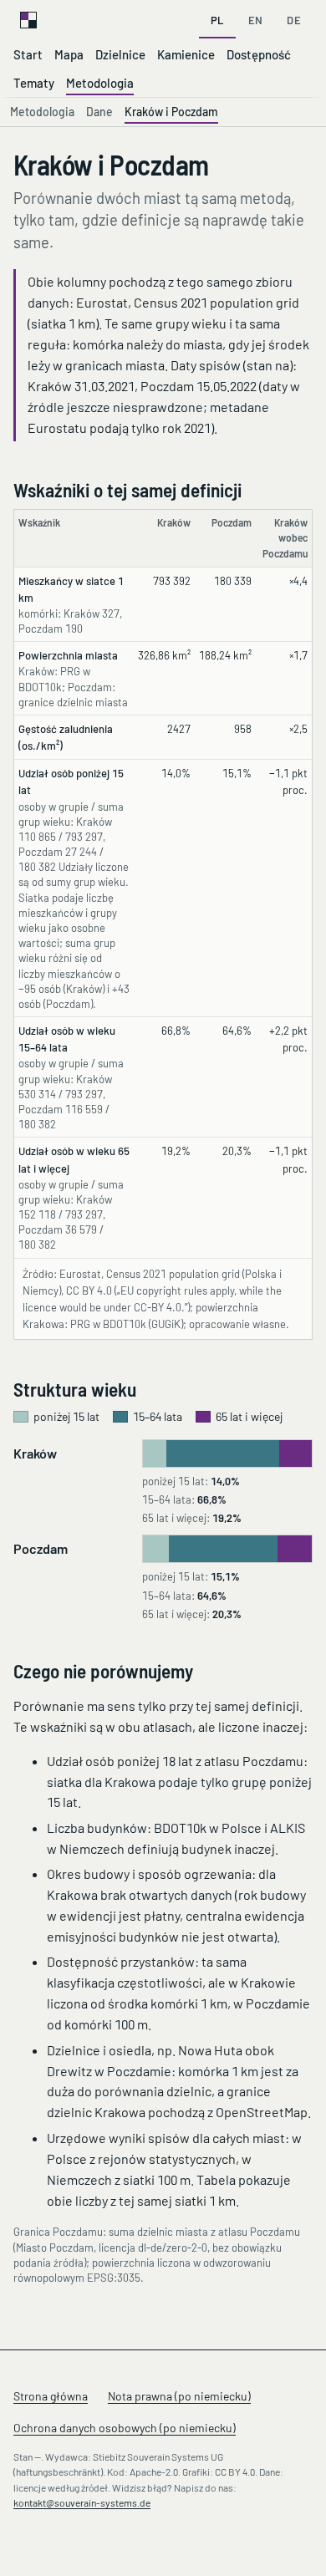 PL EN DE
Start Mapa Dzielnice Kamienice Dostępność
Tematy Metodologia
Metodologia Dane Kraków i Poczdam
Kraków i Poczdam
Porównanie dwóch miast tą samą metodą,
tylko tam, gdzie definicje są naprawdę takie
same.
Obie kolumny pochodzą z tego samego zbioru
danych: Eurostat, Census 2021 population grid
(siatka 1 km). Te same grupy wieku i ta sama
reguła: komórka należy do miasta, gdy jej środek
leży w granicach miasta. Daty spisów (stan na):
Kraków 31.03.2021, Poczdam 15.05.2022 (daty w
źródle jeszcze niesprawdzone; metadane
Eurostatu podają tylko rok 2021).
Wskaźniki o tej samej definicji
Wskaźnik Kraków Poczdam Kraków
wobec
Poczdamu
Mieszkańcy w siatce 1 793 392 180 339 ×4,4
km
komórki: Kraków 327,
Poczdam 190
Powierzchnia miasta 326,86 km² 188,24 km² ×1,7
Kraków: PRG w
BDOT10k; Poczdam:
granice dzielnic miasta
Gęstość zaludnienia 2427 958 ×2,5
(os./km²)
Udział osób poniżej 15 14,0% 15,1% −1,1 pkt
lat proc.
osoby w grupie / suma
grup wieku: Kraków
110 865 / 793 297,
Poczdam 27 244 /
180 382 Udziały liczone
są od sumy grup wieku.
Siatka podaje liczbę
mieszkańców i grupy
wieku jako osobne
wartości; suma grup
wieku różni się od
liczby mieszkańców o
−95 osób (Kraków) i +43
osób (Poczdam).
Udział osób w wieku 66,8% 64,6% +2,2 pkt
15–64 lata proc.
osoby w grupie / suma
grup wieku: Kraków
530 314 / 793 297,
Poczdam 116 559 /
180 382
Udział osób w wieku 65 19,2% 20,3% −1,1 pkt
lat i więcej proc.
osoby w grupie / suma
grup wieku: Kraków
152 118 / 793 297,
Poczdam 36 579 /
180 382
Źródło: Eurostat, Census 2021 population grid (Polska i
Niemcy), CC BY 4.0 („EU copyright rules apply, while the
licence would be under CC-BY 4.0.”); powierzchnia
Krakowa: PRG w BDOT10k (GUGiK); opracowanie własne.
Struktura wieku
poniżej 15 lat 15–64 lata 65 lat i więcej
Kraków
poniżej 15 lat: 14,0%
15–64 lata: 66,8%
65 lat i więcej: 19,2%
Poczdam
poniżej 15 lat: 15,1%
15–64 lata: 64,6%
65 lat i więcej: 20,3%
Czego nie porównujemy
Porównanie ma sens tylko przy tej samej definicji.
Te wskaźniki są w obu atlasach, ale liczone inaczej:
• Udział osób poniżej 18 lat z atlasu Poczdamu:
siatka dla Krakowa podaje tylko grupę poniżej
15 lat.
• Liczba budynków: BDOT10k w Polsce i ALKIS
w Niemczech definiują budynek inaczej.
• Okres budowy i sposób ogrzewania: dla
Krakowa brak otwartych danych (rok budowy
w ewidencji jest płatny, centralna ewidencja
emisyjności budynków nie jest otwarta).
• Dostępność przystanków: ta sama
klasyfikacja częstotliwości, ale w Krakowie
liczona od środka komórki 1 km, w Poczdamie
od komórki 100 m.
• Dzielnice i osiedla, np. Nowa Huta obok
Drewitz w Poczdamie: komórka 1 km jest za
duża do porównania dzielnic, a granice
dzielnic Krakowa pochodzą z OpenStreetMap.
• Urzędowe wyniki spisów dla całych miast: w
Polsce z rejonów statystycznych, w
Niemczech z siatki 100 m. Tabela pokazuje
obie liczby z tej samej siatki 1 km.
Granica Poczdamu: suma dzielnic miasta z atlasu Poczdamu
(Miasto Poczdam, licencja dl-de/zero-2-0, bez obowiązku
podania źródła); powierzchnia liczona w odwzorowaniu
równopolowym EPSG:3035.
Strona główna Nota prawna (po niemiecku)
Ochrona danych osobowych (po niemiecku)
Stan —. Wydawca: Stiebitz Souverain Systems UG
(haftungsbeschränkt). Kod: Apache-2.0. Grafiki: CC BY 4.0. Dane:
licencje według źródeł. Widzisz błąd? Napisz do nas:
kontakt@souverain-systems.de